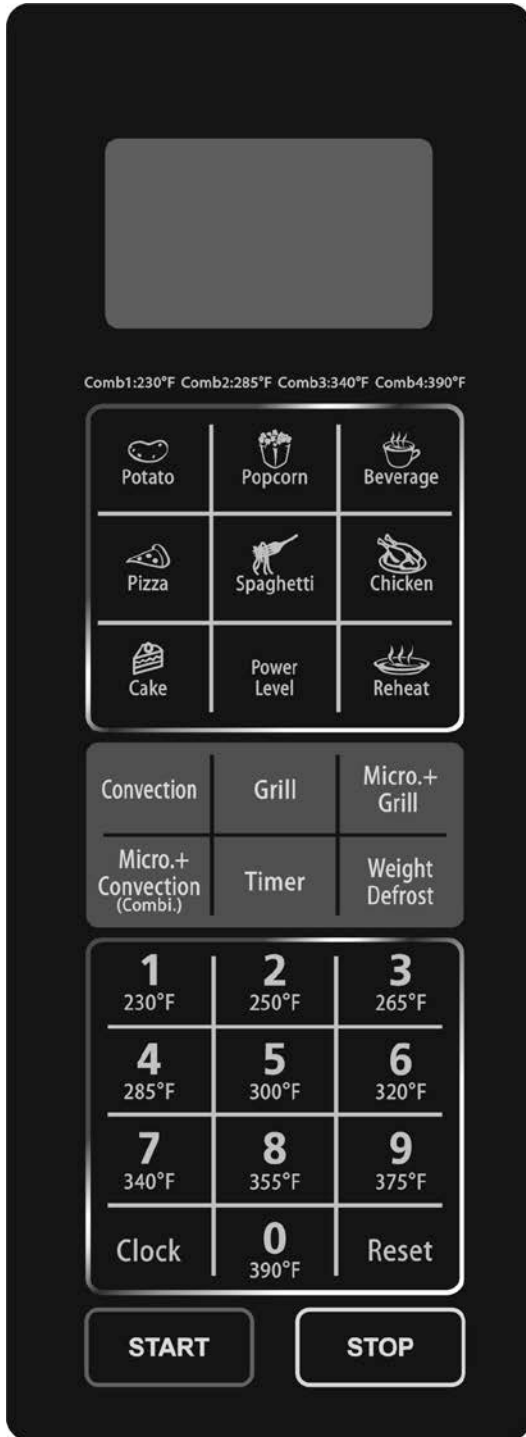 Comb1:230°F Comb2:285°F Comb3:340°F Comb4:390°F
Potato
Popcorn
Beverage
Pizza
Spaghetti
Chicken
Cake
Power
Level
Reheat
Convection
Grill
Micro.+
Grill
Micro.+
Convection
(Combi.)
Timer
Weight
Defrost
1
230°F
2
250°F
3
265°F
4
285°F
5
300°F
6
320°F
7
340°F
8
355°F
9
375°F
Clock
0
390°F
Reset
START
STOP